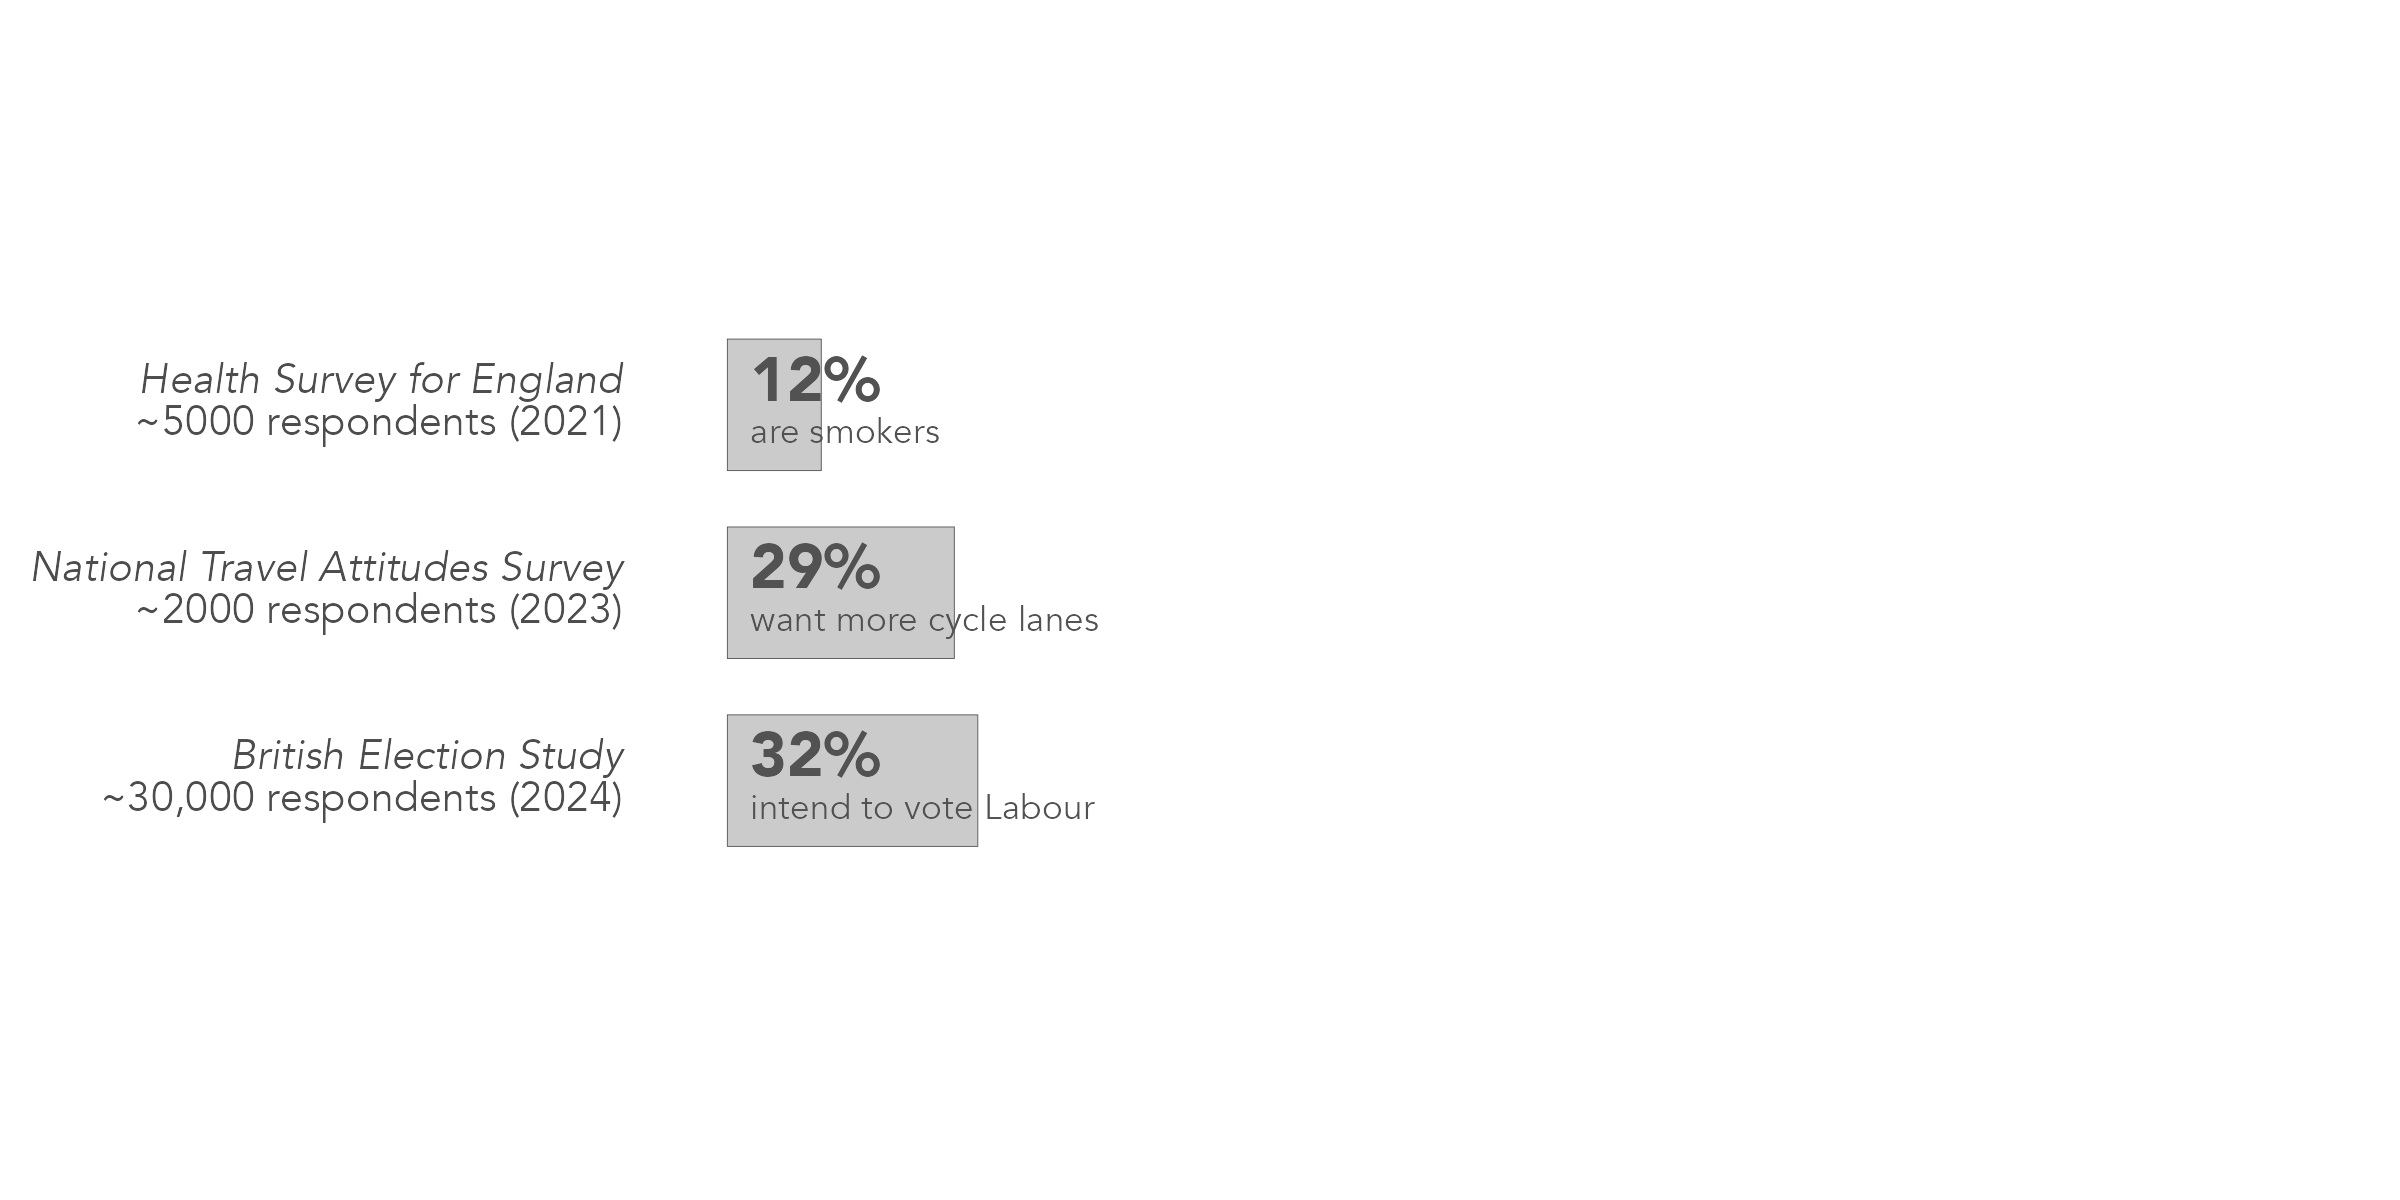 Health Survey for England
~5000 respondents (2021)
12%
are smokers
National Travel Attitudes Survey
~2000 respondents (2023)
29%
want more cycle lanes
British Election Study
~30,000 respondents (2024)
32%
intend to vote Labour